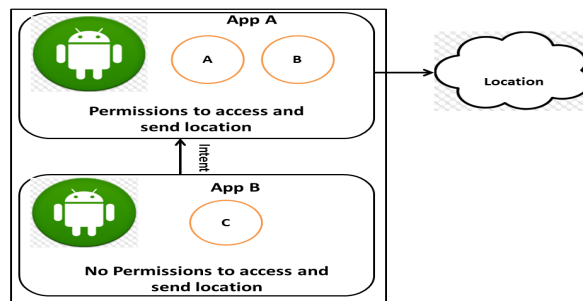 App A
A
B
Permissions to access and
send location
Location
Intent
App B
C
No Permissions to access and
send location